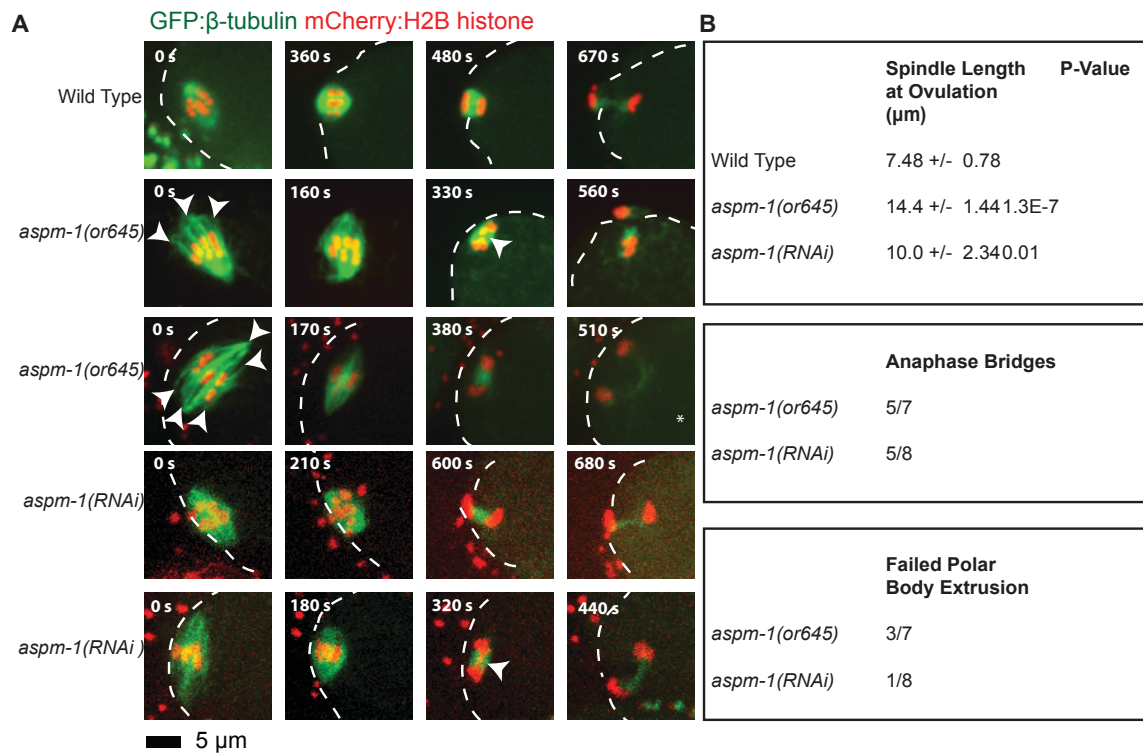 A
GFP:β-tubulin mCherry:H2B histone
Wild Type
0 s
360 s
480 s
670 s
aspm-1(or645)
0 s
160 s
330 s
560 s
aspm-1(or645)
0 s
170 s
380 s
510 s
*
aspm-1(RNAi)
0 s
210 s
600 s
680 s
aspm-1(RNAi )
0 s
180 s
320 s
440 s
5 µm
B
Spindle Length P-Value
at Ovulation
(µm)
Wild Type 7.48 +/- 0.78
aspm-1(or645) 14.4 +/- 1.441.3E-7
aspm-1(RNAi) 10.0 +/- 2.340.01
Anaphase Bridges
aspm-1(or645) 5/7
aspm-1(RNAi) 5/8
Failed Polar
Body Extrusion
aspm-1(or645) 3/7
aspm-1(RNAi) 1/8